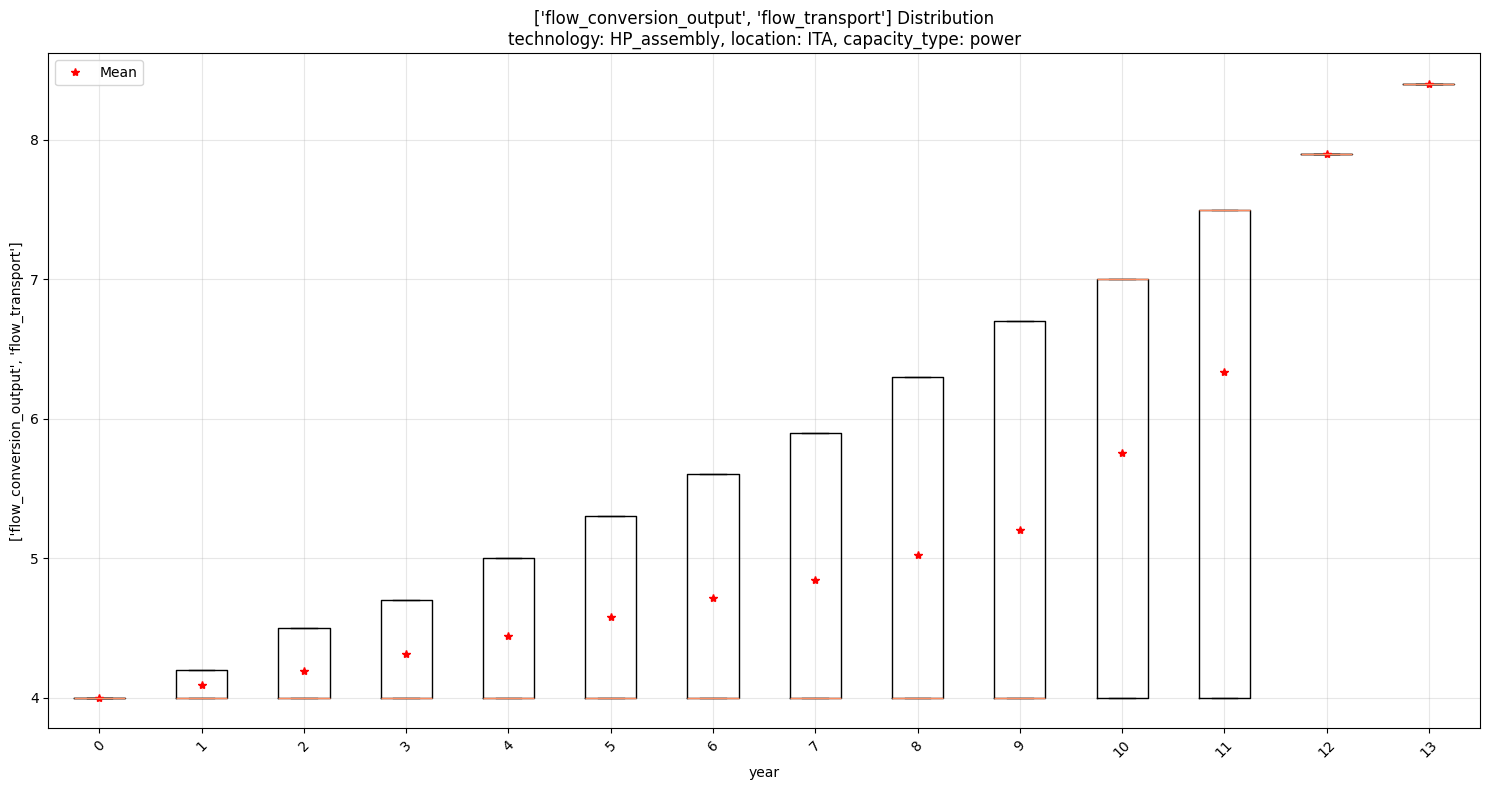 ['flow_conversion_output', 'flow_transport'] Distribution
technology: HP_assembly, location: ITA, capacity_type: power
Mean
['flow_conversion_output', 'flow_transport']
8
7
6
5
4
0 1 2 3 4 5 6 7 8 9 10 11 12 13
year